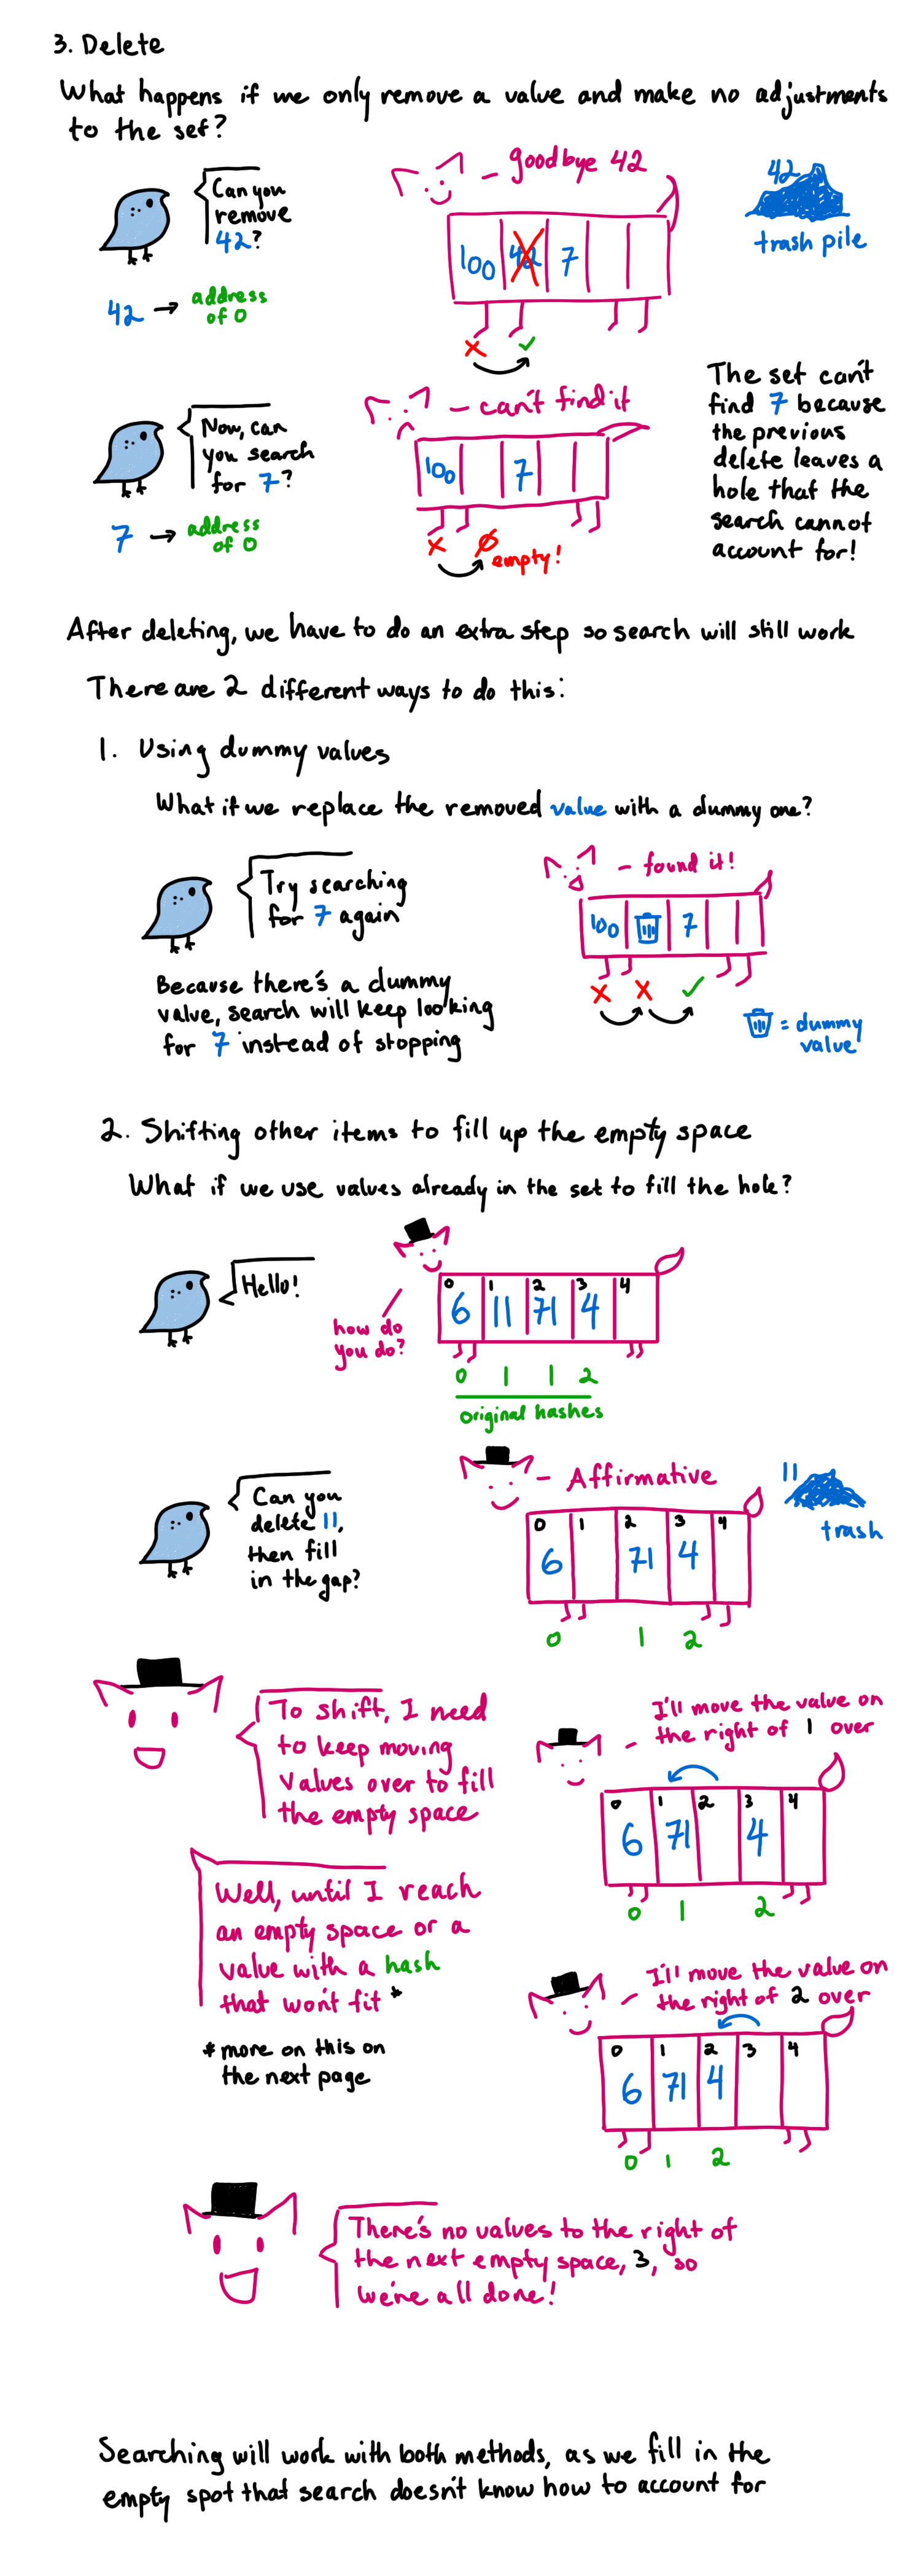 3. Delete
What happens if we only remove a value and make no adjustments
to the set?
Can you
remove
42?
42 → address
of 0
- goodbye 42
100 42 7
42
trash pile
Now, can
you search
for 7?
7 → address
of 0
- can't find it
100 7
empty!
The set can't
find 7 because
the previous
delete leaves a
hole that the
search cannot
account for!
After deleting, we have to do an extra step so search will still work
There are 2 different ways to do this:
1. Using dummy values
What if we replace the removed value with a dummy one?
Try searching
for 7 again
Because there's a dummy
value, search will keep looking
for 7 instead of stopping
- found it!
100 7
= dummy
value
2. Shifting other items to fill up the empty space
What if we use values already in the set to fill the hole?
Hello!
how do
you do?
0 1 2 3 4
6 11 71 4
0 1 1 2
original hashes
Can you
delete 11,
then fill
in the gap?
- Affirmative
0 1 2 3 4
6 71 4
0 1 2
11
trash
To shift, I need
to keep moving
values over to fill
the empty space
Well, until I reach
an empty space or a
value with a hash
that won't fit *
* more on this on
the next page
- I'll move the value on
the right of 1 over
0 1 2 3 4
6 71 4
0 1 2
- I'll move the value on
the right of 2 over
0 1 2 3 4
6 71 4
0 1 2
There's no values to the right of
the next empty space, 3, so
we're all done!
Searching will work with both methods, as we fill in the
empty spot that search doesn't know how to account for